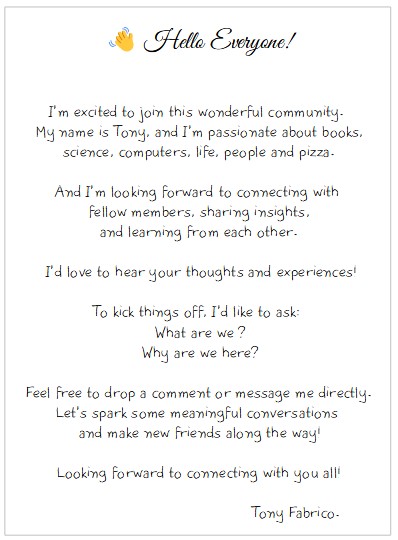 👋 Hello Everyone!
I'm excited to join this wonderful community.
My name is Tony, and I'm passionate about books,
science, computers, life, people and pizza.
And I'm looking forward to connecting with
fellow members, sharing insights,
and learning from each other.
I'd love to hear your thoughts and experiences!
To kick things off, I'd like to ask:
What are we ?
Why are we here?
Feel free to drop a comment or message me directly.
Let's spark some meaningful conversations
and make new friends along the way!
Looking forward to connecting with you all!
Tony Fabrico.